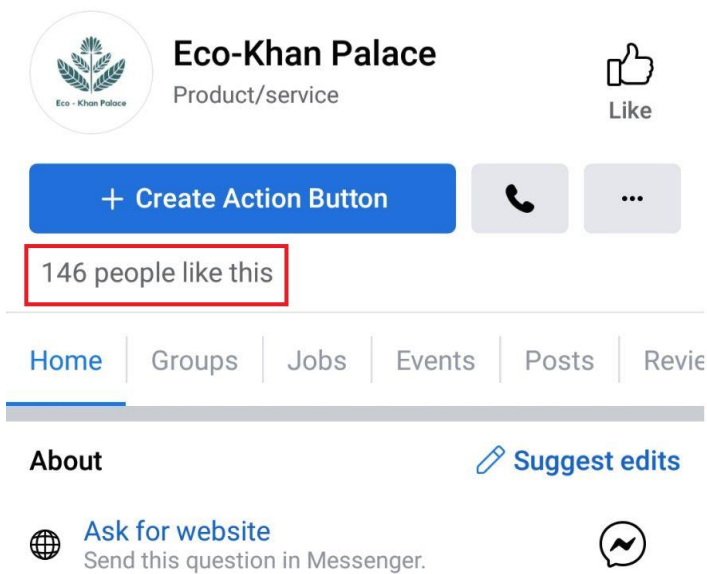 Eco-Khan Palace
Product/service
Eco - Khan Palace
Like
+ Create Action Button
146 people like this
Home Groups Jobs Events Posts Revie
About
Suggest edits
Ask for website
Send this question in Messenger.